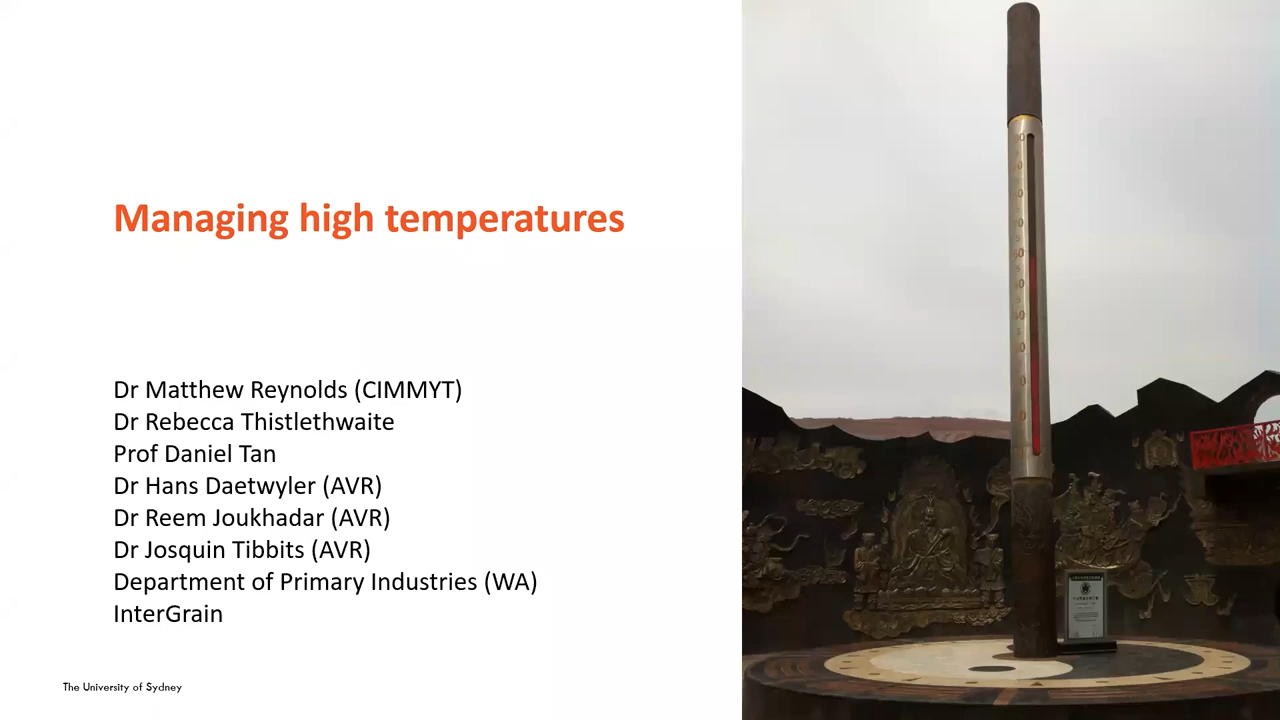 Managing high temperatures
Dr Matthew Reynolds (CIMMYT)
Dr Rebecca Thistlethwaite
Prof Daniel Tan
Dr Hans Daetwyler (AVR)
Dr Reem Joukhadar (AVR)
Dr Josquin Tibbits (AVR)
Department of Primary Industries (WA)
InterGrain
The University of Sydney